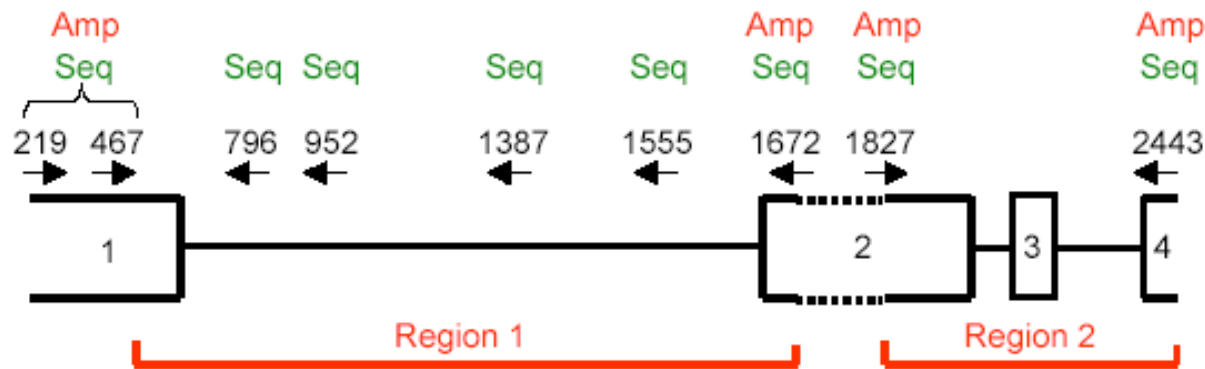 Amp Amp Amp Amp
Seq Seq Seq Seq Seq Seq Seq Seq
219 467 796 952 1387 1555 1672 1827 2443
1 2 3 4
Region 1 Region 2